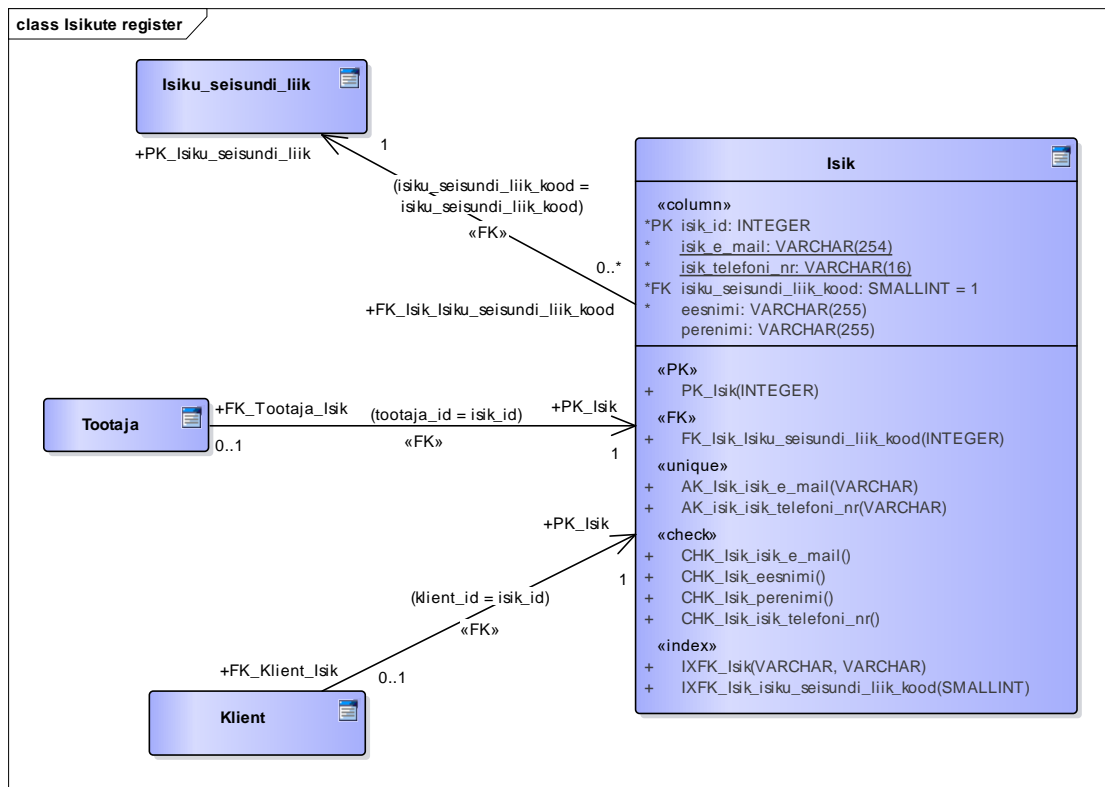 class Isikute register
Isiku_seisundi_liik
+PK_Isiku_seisundi_liik
1
(isiku_seisundi_liik_kood =
isiku_seisundi_liik_kood)
«FK»
0..*
+FK_Isik_Isiku_seisundi_liik_kood
Isik
«column»
*PK isik_id: INTEGER
* isik_e_mail: VARCHAR(254)
* isik_telefoni_nr: VARCHAR(16)
*FK isiku_seisundi_liik_kood: SMALLINT = 1
* eesnimi: VARCHAR(255)
perenimi: VARCHAR(255)
«PK»
+ PK_Isik(INTEGER)
«FK»
+ FK_Isik_Isiku_seisundi_liik_kood(INTEGER)
«unique»
+ AK_Isik_isik_e_mail(VARCHAR)
+ AK_isik_isik_telefoni_nr(VARCHAR)
«check»
+ CHK_Isik_isik_e_mail()
+ CHK_Isik_eesnimi()
+ CHK_Isik_perenimi()
+ CHK_Isik_isik_telefoni_nr()
«index»
+ IXFK_Isik(VARCHAR, VARCHAR)
+ IXFK_Isik_isiku_seisundi_liik_kood(SMALLINT)
Tootaja
+FK_Tootaja_Isik
0..1
(tootaja_id = isik_id)
«FK»
+PK_Isik
1
+PK_Isik
1
(klient_id = isik_id)
«FK»
+FK_Klient_Isik
0..1
Klient